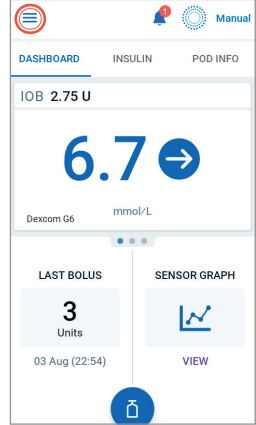 1
Manual
DASHBOARD INSULIN POD INFO
IOB 2.75 U
6.7
mmol/L
Dexcom G6
LAST BOLUS
3
Units
03 Aug (22:54)
SENSOR GRAPH
VIEW